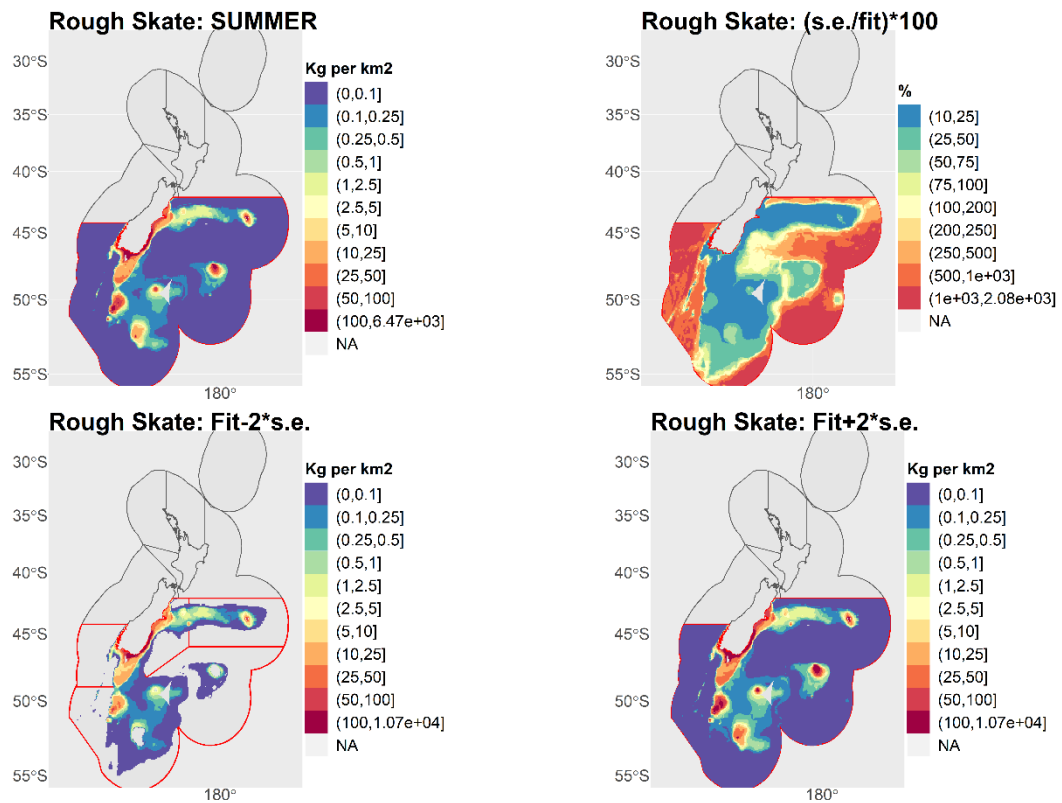 Rough Skate: SUMMER
30°S
35°S
40°S
45°S
50°S
55°S
180°
Kg per km2
(0,0.1]
(0.1,0.25]
(0.25,0.5]
(0.5,1]
(1,2.5]
(2.5,5]
(5,10]
(10,25]
(25,50]
(50,100]
(100,6.47e+03]
NA
Rough Skate: (s.e./fit)*100
30°S
35°S
40°S
45°S
50°S
55°S
180°
%
(10,25]
(25,50]
(50,75]
(75,100]
(100,200]
(200,250]
(250,500]
(500,1e+03]
(1e+03,2.08e+03]
NA
Rough Skate: Fit-2*s.e.
30°S
35°S
40°S
45°S
50°S
55°S
180°
Kg per km2
(0,0.1]
(0.1,0.25]
(0.25,0.5]
(0.5,1]
(1,2.5]
(2.5,5]
(5,10]
(10,25]
(25,50]
(50,100]
(100,1.07e+04]
NA
Rough Skate: Fit+2*s.e.
30°S
35°S
40°S
45°S
50°S
55°S
180°
Kg per km2
(0,0.1]
(0.1,0.25]
(0.25,0.5]
(0.5,1]
(1,2.5]
(2.5,5]
(5,10]
(10,25]
(25,50]
(50,100]
(100,1.07e+04]
NA